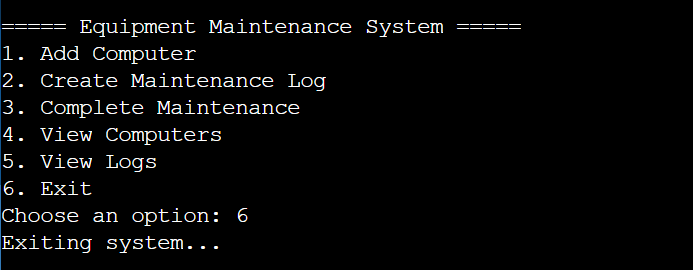 ===== Equipment Maintenance System =====
1. Add Computer
2. Create Maintenance Log
3. Complete Maintenance
4. View Computers
5. View Logs
6. Exit
Choose an option: 6
Exiting system...